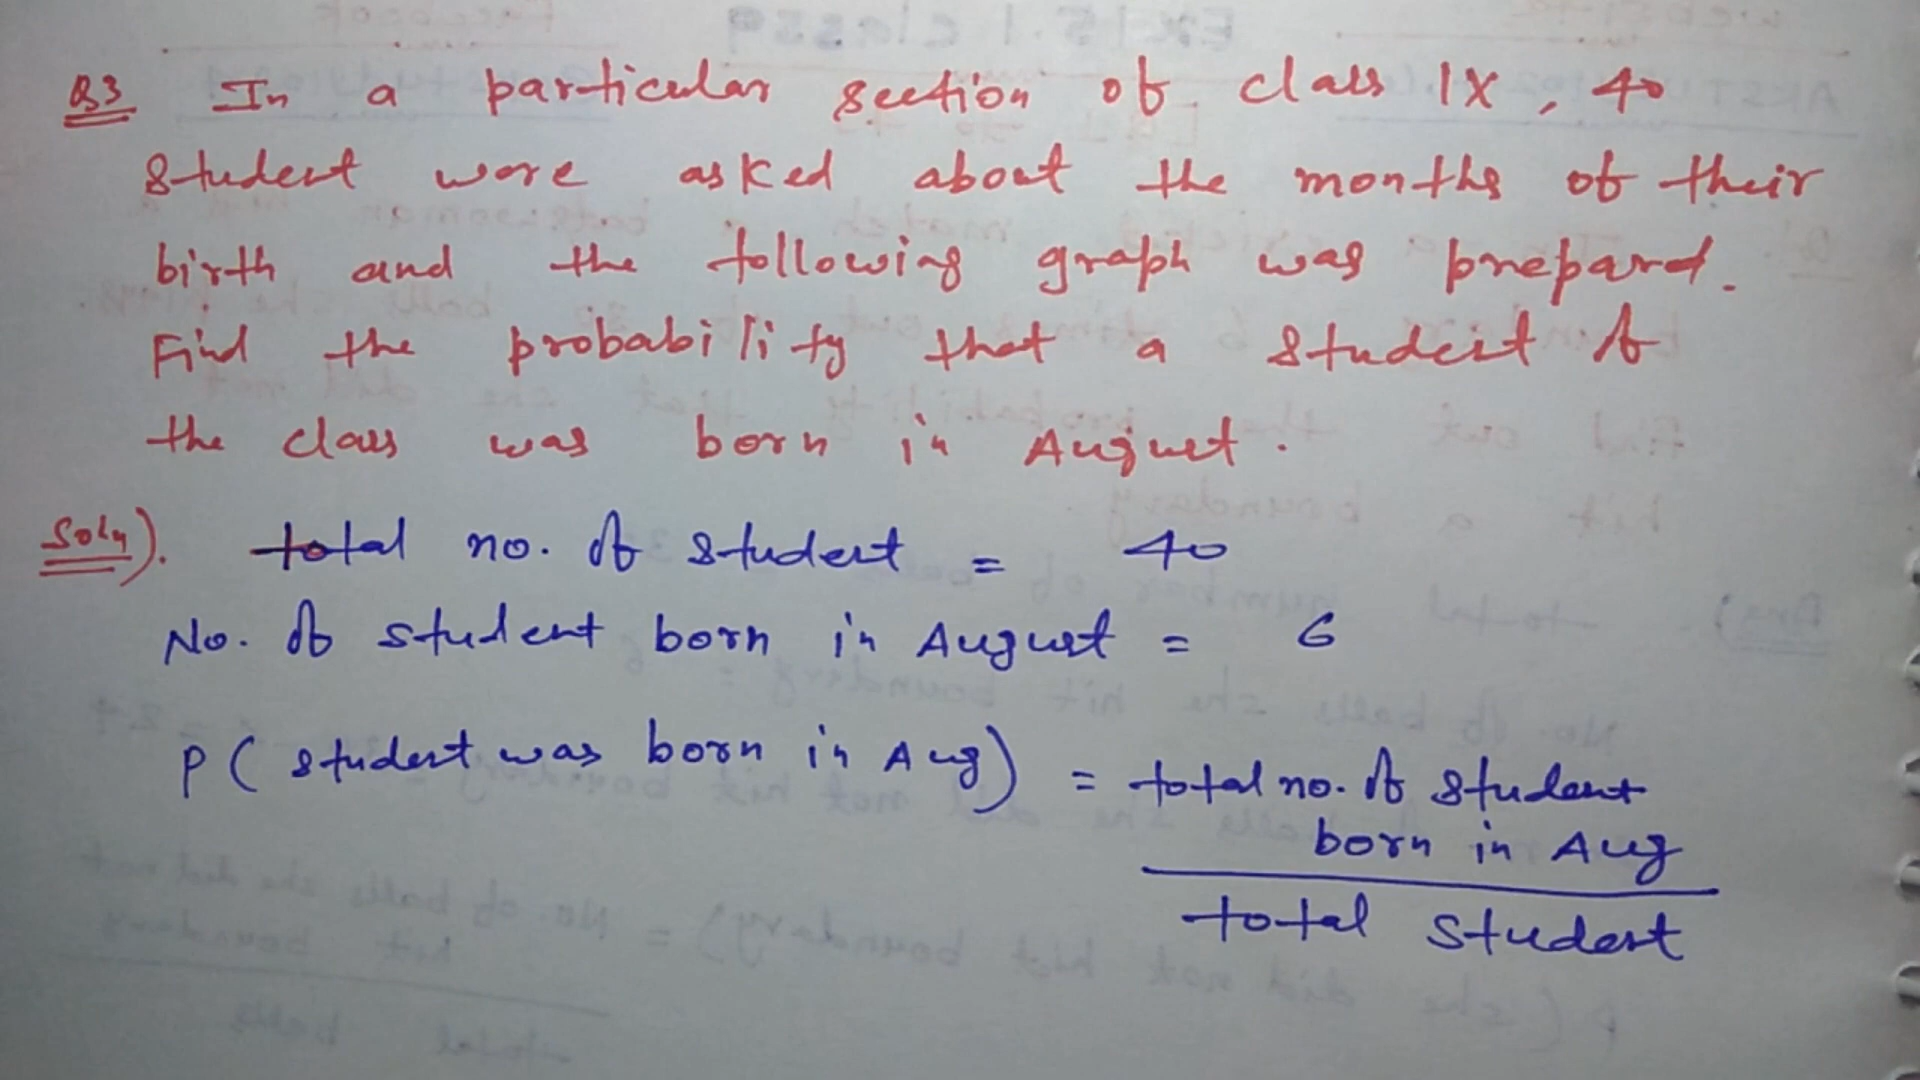 Q3 In a particular section of class IX, 40
student were asked about the months of their
birth and the following graph was prepared.
Find the probability that a student of
the class was born in August.
Soln). total no. of student = 40
No. of student born in August = 6
P( student was born in Aug) = total no. of student
born in Aug
total student